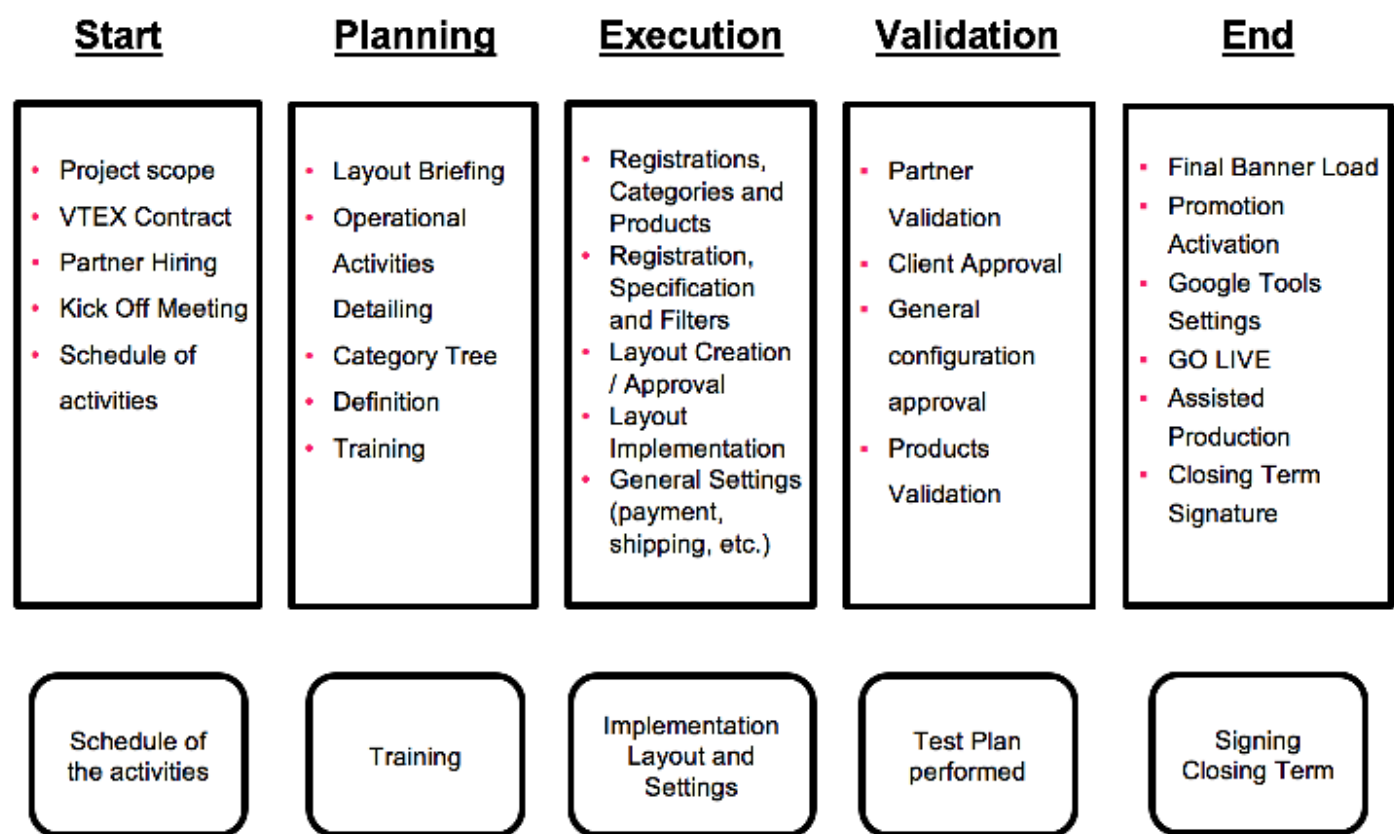 Start
Planning
Execution
Validation
End
• Project scope
• VTEX Contract
• Partner Hiring
• Kick Off Meeting
• Schedule of
activities
• Layout Briefing
• Operational
Activities
Detailing
• Category Tree
• Definition
• Training
• Registrations,
Categories and
Products
• Registration,
Specification
and Filters
• Layout Creation
/ Approval
• Layout
Implementation
• General Settings
(payment,
shipping, etc.)
• Partner
Validation
• Client Approval
• General
configuration
approval
• Products
Validation
• Final Banner Load
• Promotion
Activation
• Google Tools
Settings
• GO LIVE
• Assisted
Production
• Closing Term
Signature
Schedule of
the activities
Training
Implementation
Layout and
Settings
Test Plan
performed
Signing
Closing Term